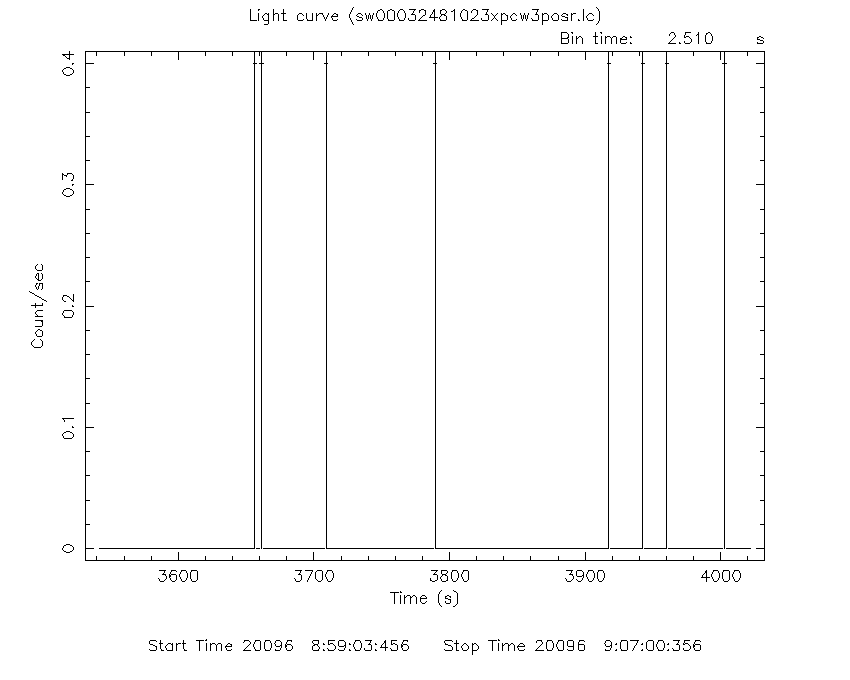 Light curve (sw00032481023xpcw3posr.lc)
Bin time: 2.510 s
0.4
0.3
0.2
0.1
0
Count/sec
3600 3700 3800 3900 4000
Time (s)
Start Time 20096 8:59:03:456 Stop Time 20096 9:07:00:356